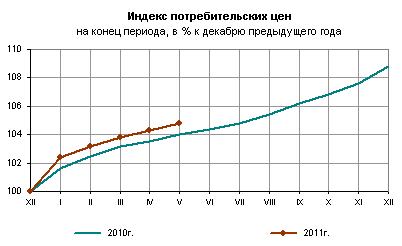 Индекс потребительских цен
на конец периода, в % к декабрю предыдущего года
110
108
106
104
102
100
XII I II III IV V VI VII VIII IX X XI XII
2010г. 2011г.